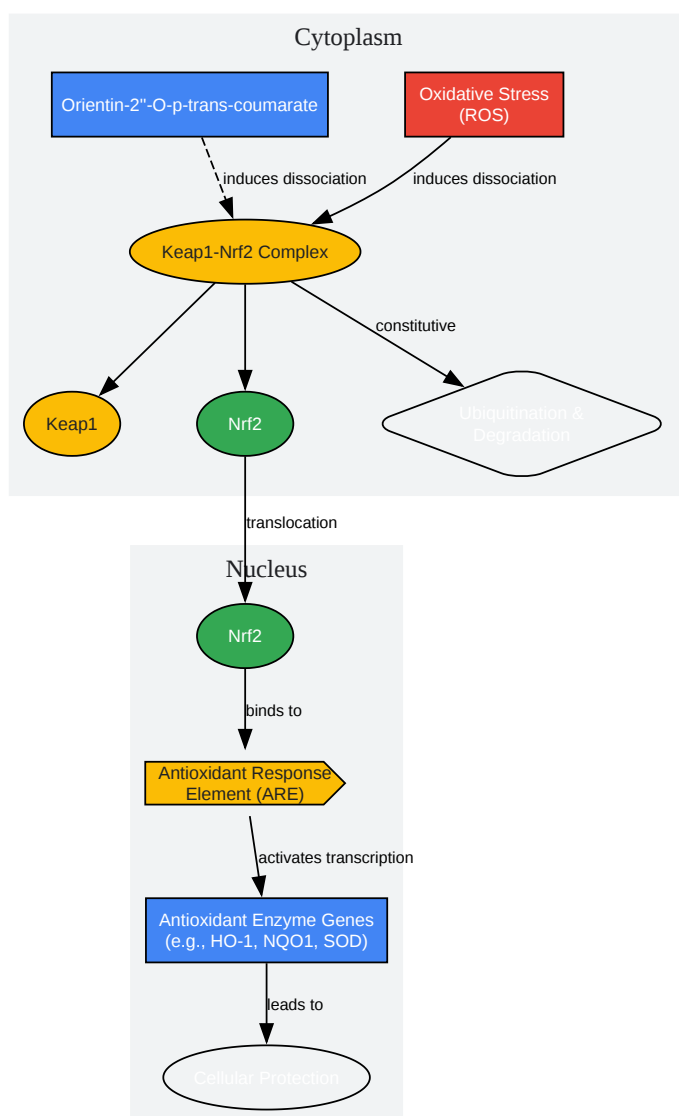 Cytoplasm
Orientin-2"-O-p-trans-coumarate
Oxidative Stress
(ROS)
induces dissociation
induces dissociation
Keap1-Nrf2 Complex
constitutive
Keap1
Nrf2
Ubiquitination &
Degradation
translocation
Nucleus
Nrf2
binds to
Antioxidant Response
Element (ARE)
activates transcription
Antioxidant Enzyme Genes
(e.g., HO-1, NQO1, SOD)
leads to
Cellular Protection